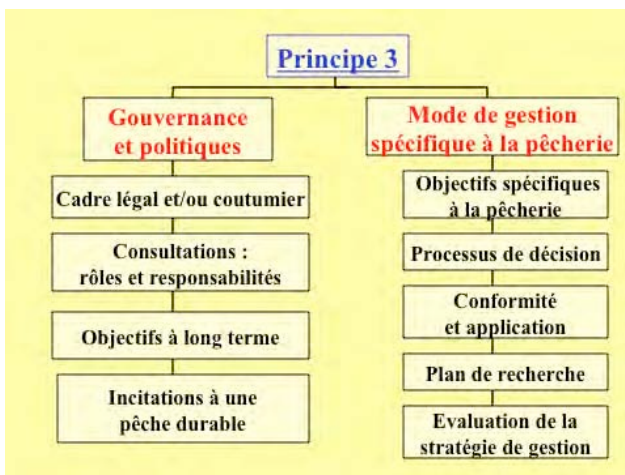 Principe 3
Gouvernance
et politiques
Cadre légal et/ou coutumier
Consultations :
rôles et responsabilités
Objectifs à long terme
Incitations à une
pêche durable
Mode de gestion
spécifique à la pêcherie
Objectifs spécifiques
à la pêcherie
Processus de décision
Conformité
et application
Plan de recherche
Evaluation de la
stratégie de gestion